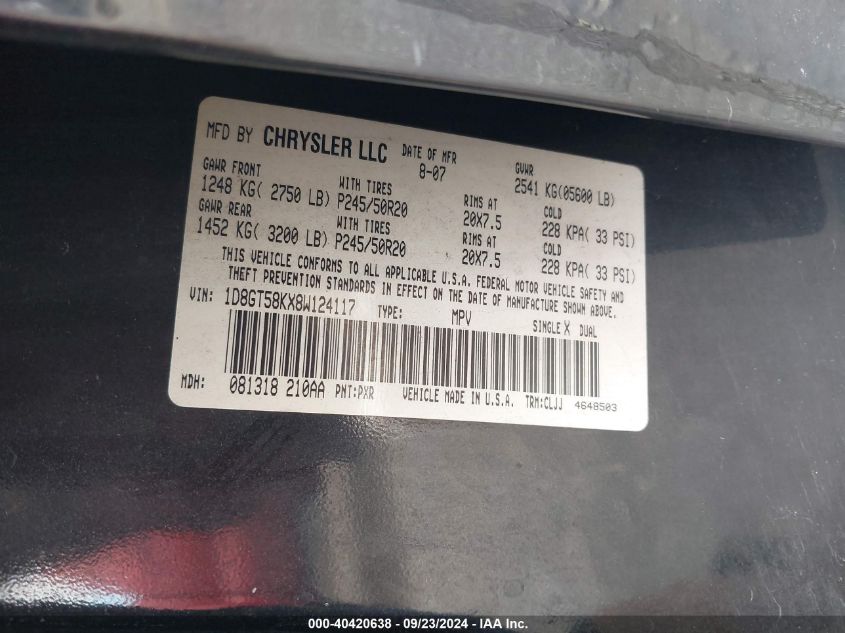 MFD BY CHRYSLER LLC DATE OF MFR 8-07 GVWR 2541 KG(05600 LB)
GAWR FRONT WITH TIRES RIMS AT COLD
1248 KG( 2750 LB) P245/50R20 20X7.5 228 KPA( 33 PSI)
GAWR REAR WITH TIRES RIMS AT COLD
1452 KG( 3200 LB) P245/50R20 20X7.5 228 KPA( 33 PSI)
THIS VEHICLE CONFORMS TO ALL APPLICABLE U.S.A. FEDERAL MOTOR VEHICLE SAFETY AND
THEFT PREVENTION STANDARDS IN EFFECT ON THE DATE OF MANUFACTURE SHOWN ABOVE.
VIN: 1D8GT58KX8W124117 TYPE: MPV SINGLE X DUAL
MDH: 081318 210AA PNT:PXR VEHICLE MADE IN U.S.A. TRM:CLJJ 4648503
000-40420638 - 09/23/2024 - IAA Inc.